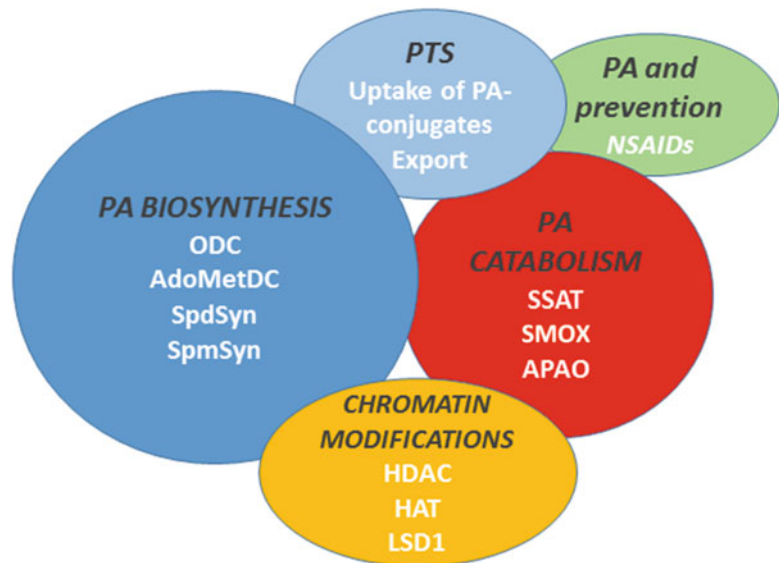 PTS
Uptake of PA-
conjugates
Export
PA and
prevention
NSAIDs
PA BIOSYNTHESIS
ODC
AdoMetDC
SpdSyn
SpmSyn
PA
CATABOLISM
SSAT
SMOX
APAO
CHROMATIN
MODIFICATIONS
HDAC
HAT
LSD1